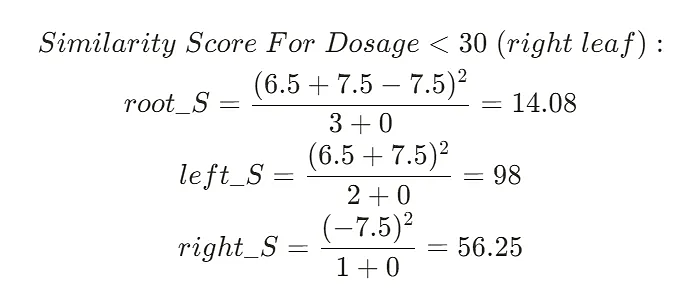 Similarity Score For Dosage < 30 (right leaf) :
root_S = (6.5 + 7.5 − 7.5)² / 3 + 0 = 14.08
left_S = (6.5 + 7.5)² / 2 + 0 = 98
right_S = (−7.5)² / 1 + 0 = 56.25